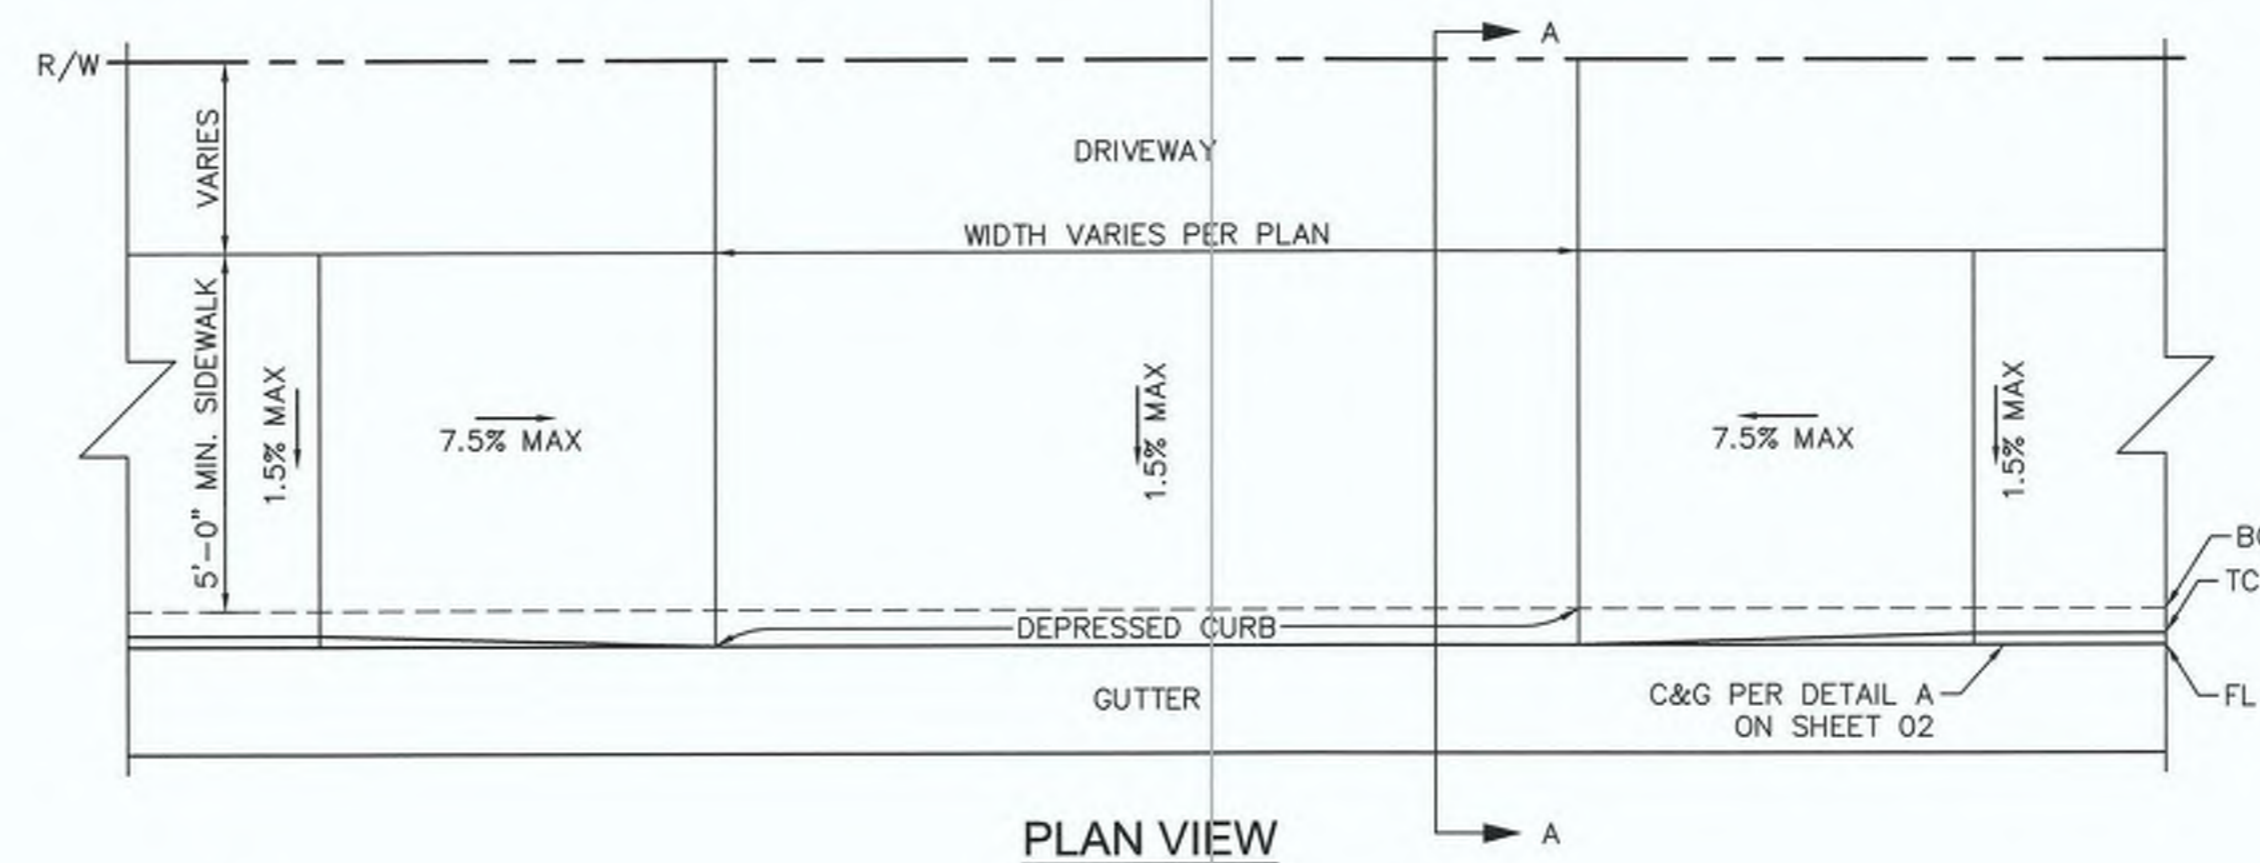 A
R/W
VARIES
DRIVEWAY
WIDTH VARIES PER PLAN
5'-0" MIN. SIDEWALK
1.5% MAX
7.5% MAX
1.5% MAX
7.5% MAX
1.5% MAX
TC
DEPRESSED CURB
GUTTER
C&G PER DETAIL A
ON SHEET 02
FL
PLAN VIEW
A